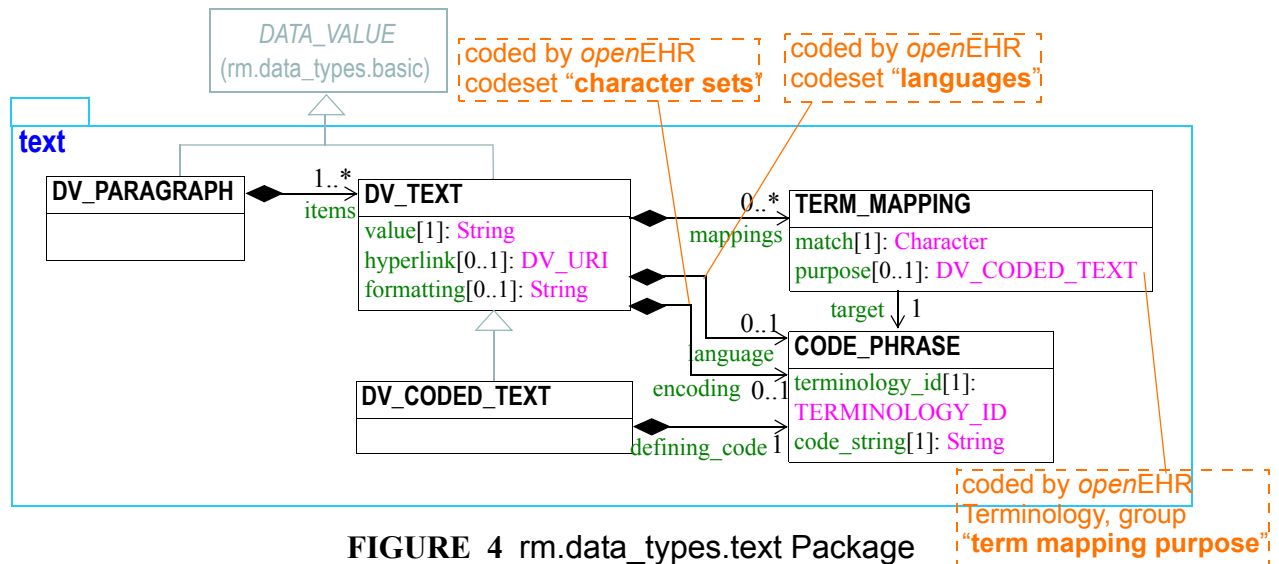 DATA_VALUE
(rm.data_types.basic)
coded by openEHR
codeset “character sets”
coded by openEHR
codeset “languages”
text
DV_PARAGRAPH
1..*
items
DV_TEXT
value[1]: String
hyperlink[0..1]: DV_URI
formatting[0..1]: String
0..*
mappings
TERM_MAPPING
match[1]: Character
purpose[0..1]: DV_CODED_TEXT
target
1
0..1
language
encoding
0..1
CODE_PHRASE
terminology_id[1]:
TERMINOLOGY_ID
code_string[1]: String
DV_CODED_TEXT
defining_code
1
coded by openEHR
Terminology, group
“term mapping purpose”
FIGURE 4 rm.data_types.text Package